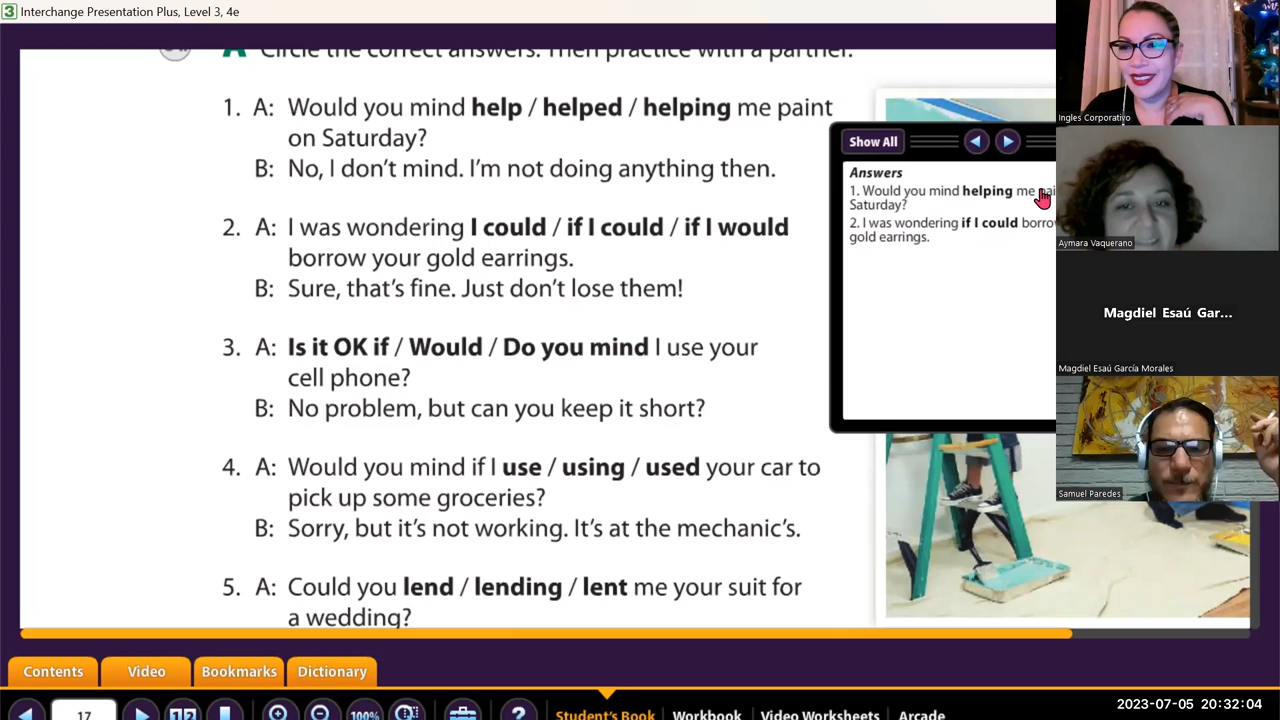 Interchange Presentation Plus, Level 3, 4e
A Circle the correct answers. Then practice with a partner.
1. A: Would you mind help / helped / helping me paint
on Saturday?
B: No, I don't mind. I'm not doing anything then.
2. A: I was wondering I could / if I could / if I would
borrow your gold earrings.
B: Sure, that's fine. Just don't lose them!
3. A: Is it OK if / Would / Do you mind I use your
cell phone?
B: No problem, but can you keep it short?
4. A: Would you mind if I use / using / used your car to
pick up some groceries?
B: Sorry, but it's not working. It's at the mechanic's.
5. A: Could you lend / lending / lent me your suit for
a wedding?
Show All
Answers
1. Would you mind helping me
Saturday?
2. I was wondering if I could
gold earrings.
Ingles Corporativo
Aymara Vaquerano
Magdiel Esaú Gar...
Magdiel Esaú García Morales
Samuel Paredes
Contents Video Bookmarks Dictionary
17 12 100% ? Student's Book Workbook Video Worksheets Arcade
2023-07-05 20:32:04